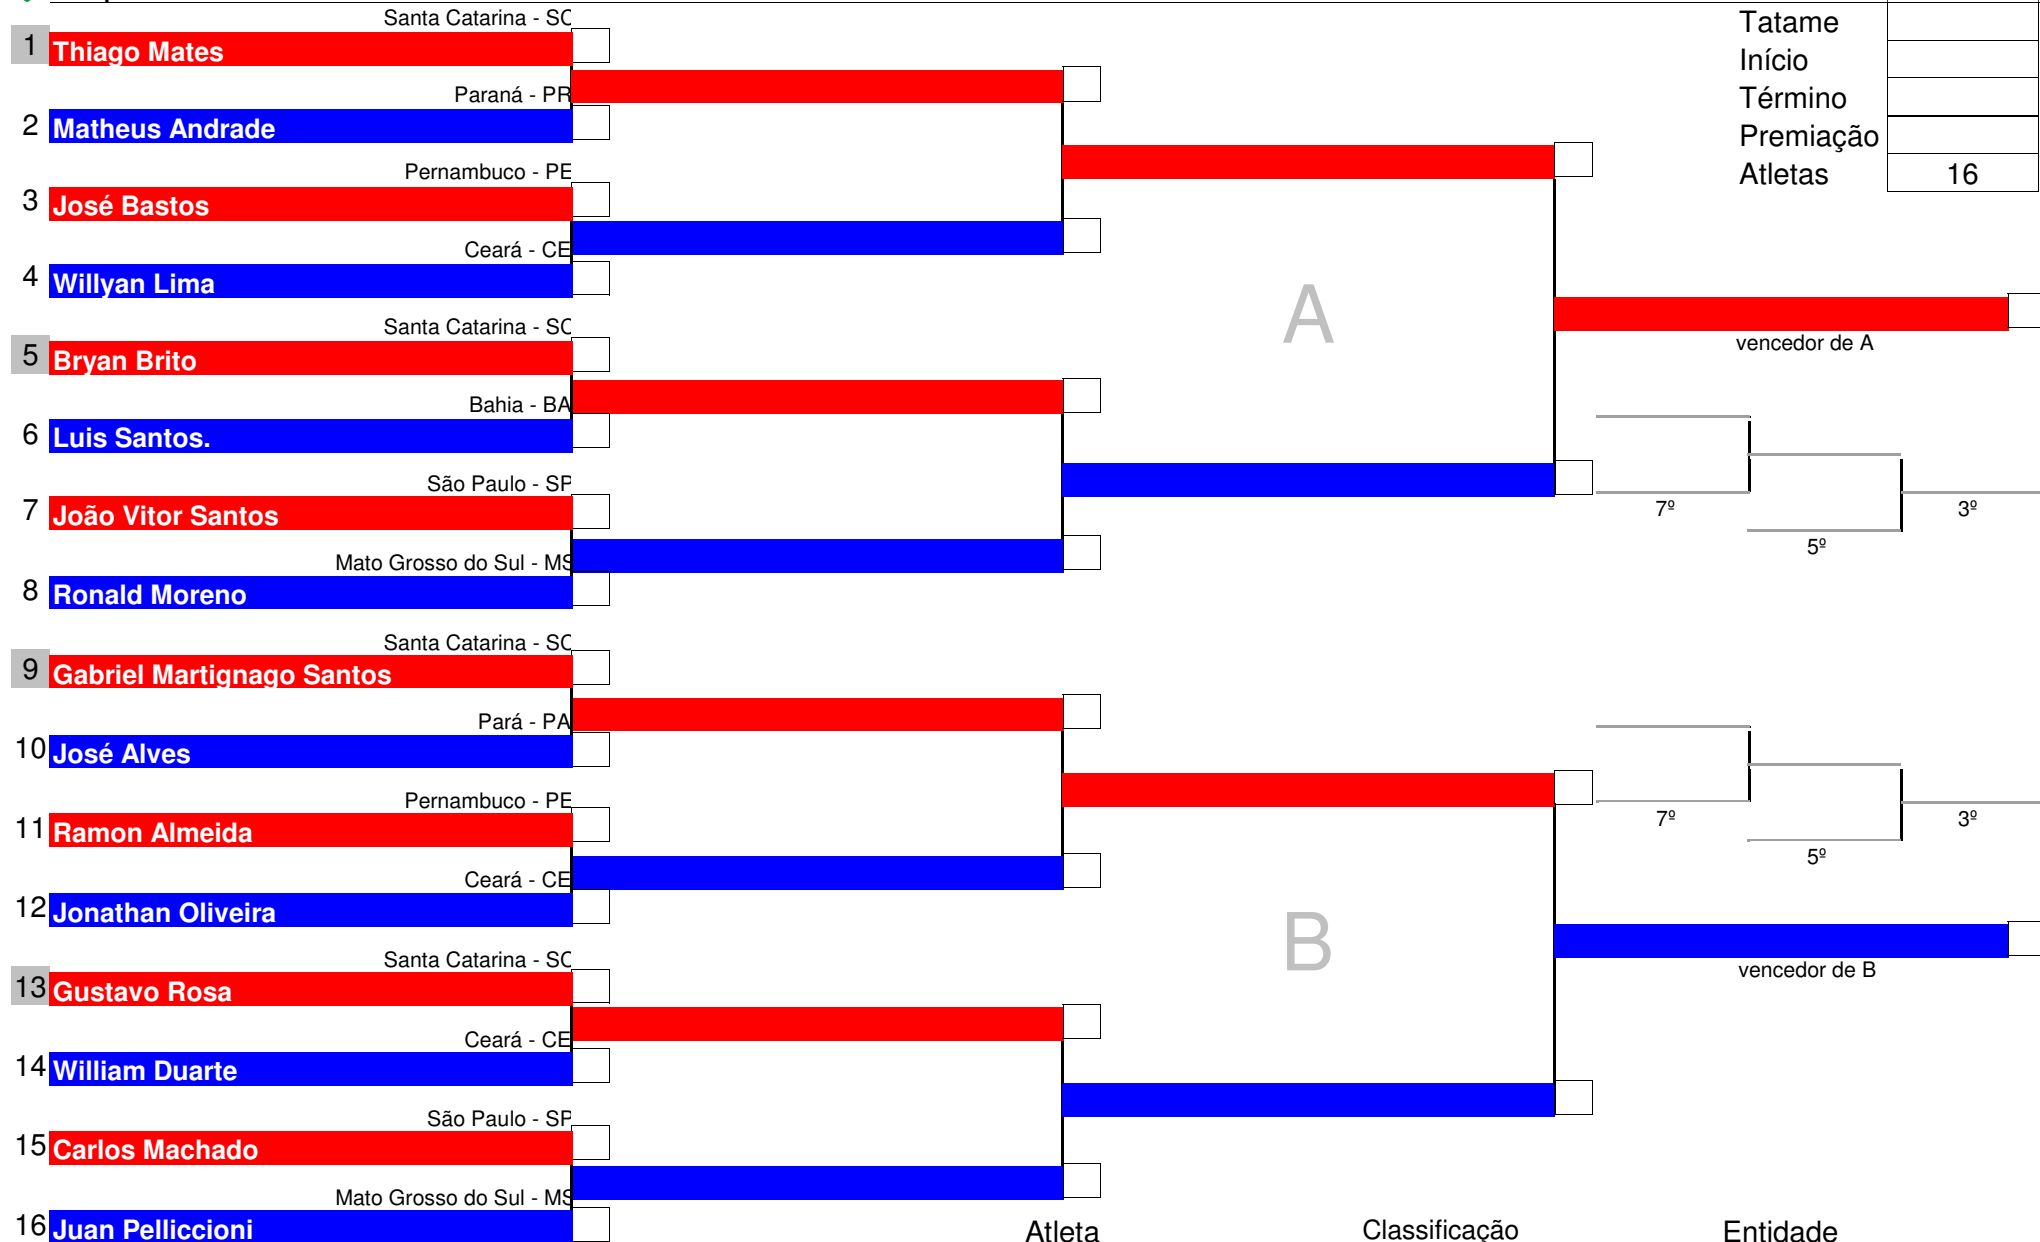 Santa Catarina - SC
1 Thiago Mates
Paraná - PR
2 Matheus Andrade
Pernambuco - PE
3 José Bastos
Ceará - CE
4 Willyan Lima
Santa Catarina - SC
5 Bryan Brito
Bahia - BA
6 Luis Santos.
São Paulo - SP
7 João Vitor Santos
Mato Grosso do Sul - MS
8 Ronald Moreno
Santa Catarina - SC
9 Gabriel Martignago Santos
Pará - PA
10 José Alves
Pernambuco - PE
11 Ramon Almeida
Ceará - CE
12 Jonathan Oliveira
Santa Catarina - SC
13 Gustavo Rosa
Ceará - CE
14 William Duarte
São Paulo - SP
15 Carlos Machado
Mato Grosso do Sul - MS
16 Juan Pelliccioni
A
B
Tatame
Início
Término
Premiação
Atletas 16
vencedor de A
7º
3º
5º
7º
3º
5º
vencedor de B
Atleta Classificação Entidade